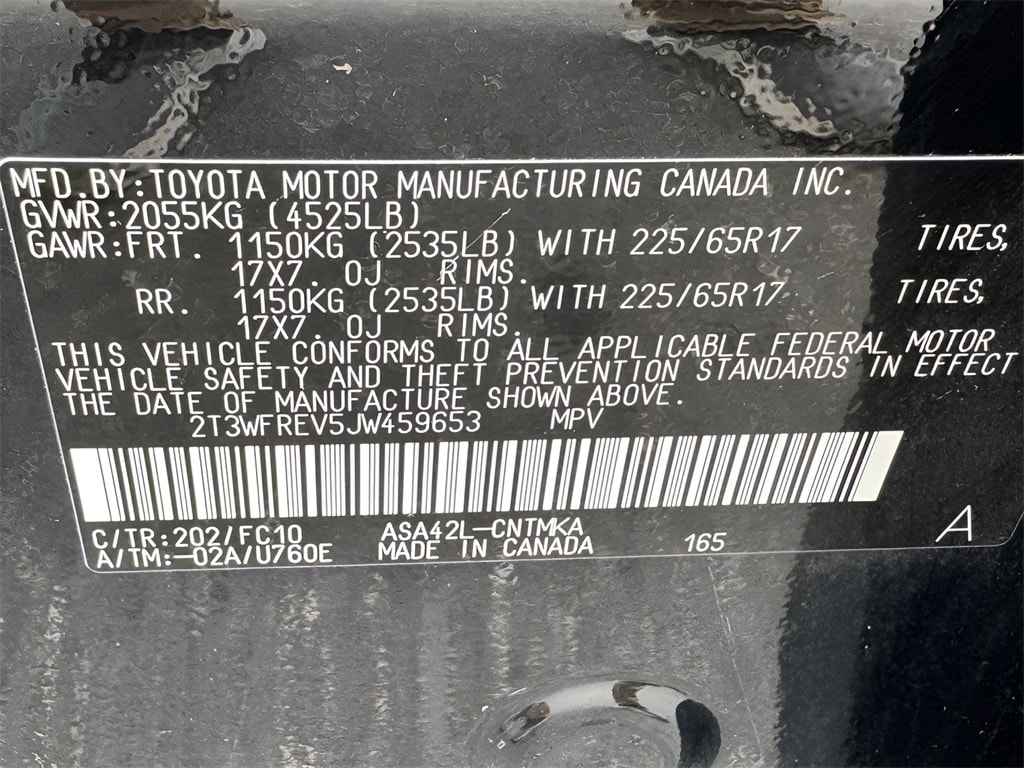 MFD.BY:TOYOTA MOTOR MANUFACTURING CANADA INC.
GVWR:2055KG (4525LB)
GAWR:FRT. 1150KG (2535LB) WITH 225/65R17 TIRES,
17X7. 0J RIMS.
RR. 1150KG (2535LB) WITH 225/65R17 TIRES,
17X7. 0J RIMS.
THIS VEHICLE CONFORMS TO ALL APPLICABLE FEDERAL MOTOR
VEHICLE SAFETY AND THEFT PREVENTION STANDARDS IN EFFECT
THE DATE OF MANUFACTURE SHOWN ABOVE.
2T3WFREV5JW459653 MPV
C/TR:202/FC10 ASA42L-CNTMKA
A/TM:-02A/U760E MADE IN CANADA 165 A